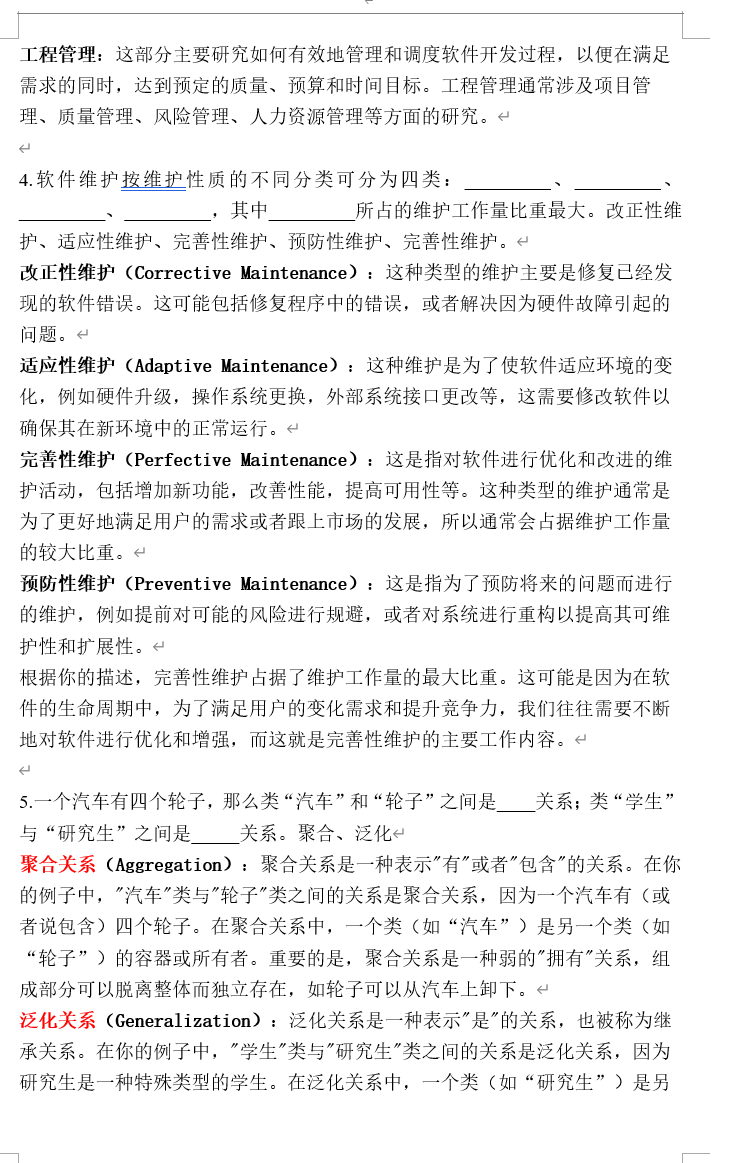 工程管理：这部分主要研究如何有效地管理和调度软件开发过程，以便在满足
需求的同时，达到预定的质量、预算和时间目标。工程管理通常涉及项目管
理、质量管理、风险管理、人力资源管理等方面的研究。
4.软件维护按维护性质的不同分类可分为四类：_________、_________、
_________、_________，其中_________所占的维护工作量比重最大。改正性维
护、适应性维护、完善性维护、预防性维护、完善性维护。
改正性维护（Corrective Maintenance）：这种类型的维护主要是修复已经发
现的软件错误。这可能包括修复程序中的错误，或者解决因为硬件故障引起的
问题。
适应性维护（Adaptive Maintenance）：这种维护是为了使软件适应环境的变
化，例如硬件升级，操作系统更换，外部系统接口更改等，这需要修改软件以
确保其在新环境中的正常运行。
完善性维护（Perfective Maintenance）：这是指对软件进行优化和改进的维
护活动，包括增加新功能，改善性能，提高可用性等。这种类型的维护通常是
为了更好地满足用户的需求或者跟上市场的发展，所以通常会占据维护工作量
的较大比重。
预防性维护（Preventive Maintenance）：这是指为了预防将来的问题而进行
的维护，例如提前对可能的风险进行规避，或者对系统进行重构以提高其可维
护性和扩展性。
根据你的描述，完善性维护占据了维护工作量的最大比重。这可能是因为在软
件的生命周期中，为了满足用户的变化需求和提升竞争力，我们往往需要不断
地对软件进行优化和增强，而这就是完善性维护的主要工作内容。
5.一个汽车有四个轮子，那么类“汽车”和“轮子”之间是____关系；类“学生”
与“研究生”之间是_____关系。聚合、泛化
聚合关系（Aggregation）：聚合关系是一种表示"有"或者"包含"的关系。在你
的例子中，"汽车"类与"轮子"类之间的关系是聚合关系，因为一个汽车有（或
者说包含）四个轮子。在聚合关系中，一个类（如“汽车”）是另一个类（如
“轮子”）的容器或所有者。重要的是，聚合关系是一种弱的"拥有"关系，组
成部分可以脱离整体而独立存在，如轮子可以从汽车上卸下。
泛化关系（Generalization）：泛化关系是一种表示"是"的关系，也被称为继
承关系。在你的例子中，"学生"类与"研究生"类之间的关系是泛化关系，因为
研究生是一种特殊类型的学生。在泛化关系中，一个类（如“研究生”）是另